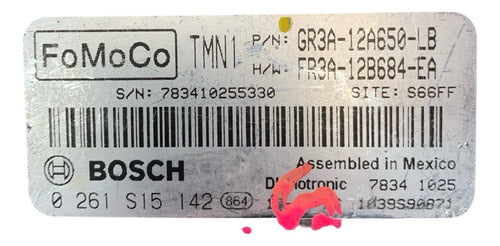 FoMoCo TMN1 P/N: GR3A-12A650-LB
H/W: FR3A-12B684-EA
S/N: 783410255330 SITE: S66FF
BOSCH Assembled in Mexico
7834 1025
0 261 S15 142 864 1039S90871